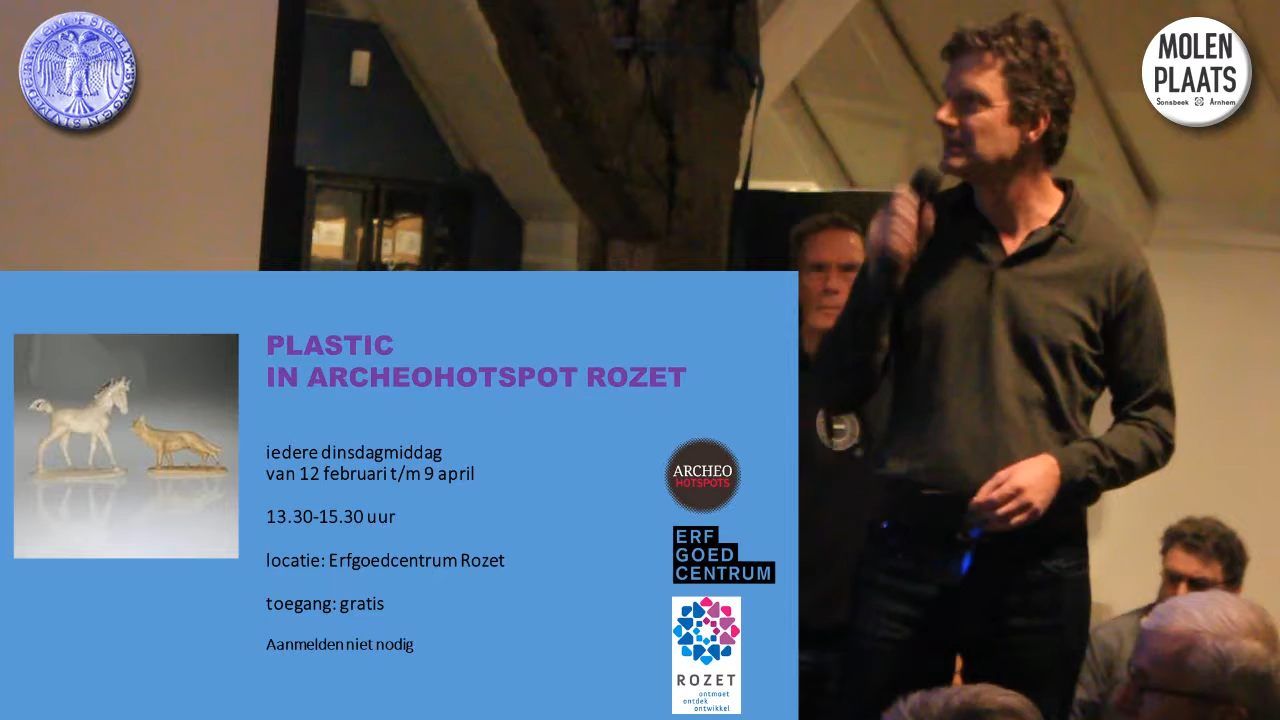 MOLEN
PLAATS
Sonsbeek Arnhem
PLASTIC
IN ARCHEOHOTSPOT ROZET
iedere dinsdagmiddag
van 12 februari t/m 9 april
13.30-15.30 uur
locatie: Erfgoedcentrum Rozet
toegang: gratis
Aanmelden niet nodig
ARCHEO
HOTSPOTS
ERF
GOED
CENTRUM
ROZET
ontmoet
ontdek
ontwikkel